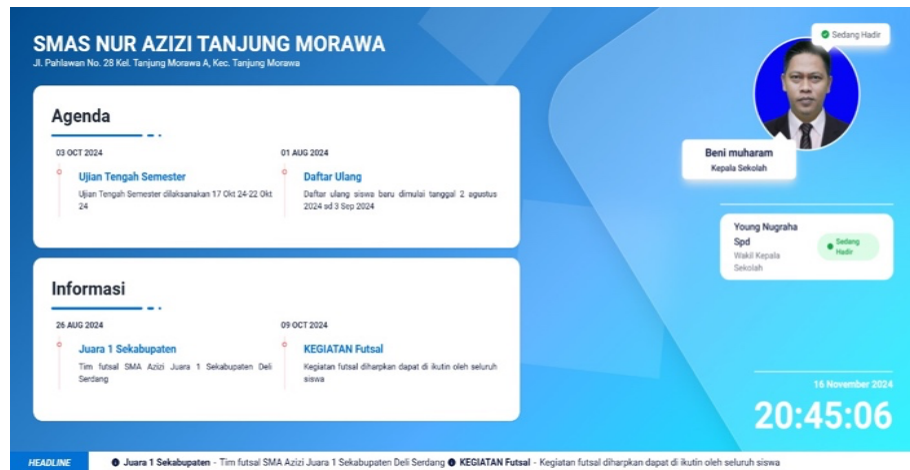 SMAS NUR AZIZI TANJUNG MORAWA
Jl. Pahlawan No. 28 Kel. Tanjung Morawa A, Kec. Tanjung Morawa
Agenda
03 OCT 2024
Ujian Tengah Semester
Ujian Tengah Semester dilaksanakan 17 Okt 24-22 Okt
24
01 AUG 2024
Daftar Ulang
Daftar ulang siswa baru dimulai tanggal 2 agustus
2024 sd 3 Sep 2024
Informasi
26 AUG 2024
Juara 1 Sekabupaten
Tim futsal SMA Azizi Juara 1 Sekabupaten Deli
Serdang
09 OCT 2024
KEGIATAN Futsal
Kegiatan futsal diharpkan dapat di ikutin oleh seluruh
siswa
Sedang Hadir
Beni muharam
Kepala Sekolah
Young Nugraha
Spd
Wakil Kepala
Sekolah
Sedang
Hadir
16 November 2024
20:45:06
HEADLINE
Juara 1 Sekabupaten - Tim futsal SMA Azizi Juara 1 Sekabupaten Deli Serdang KEGIATAN Futsal - Kegiatan futsal diharpkan dapat di ikutin oleh seluruh siswa